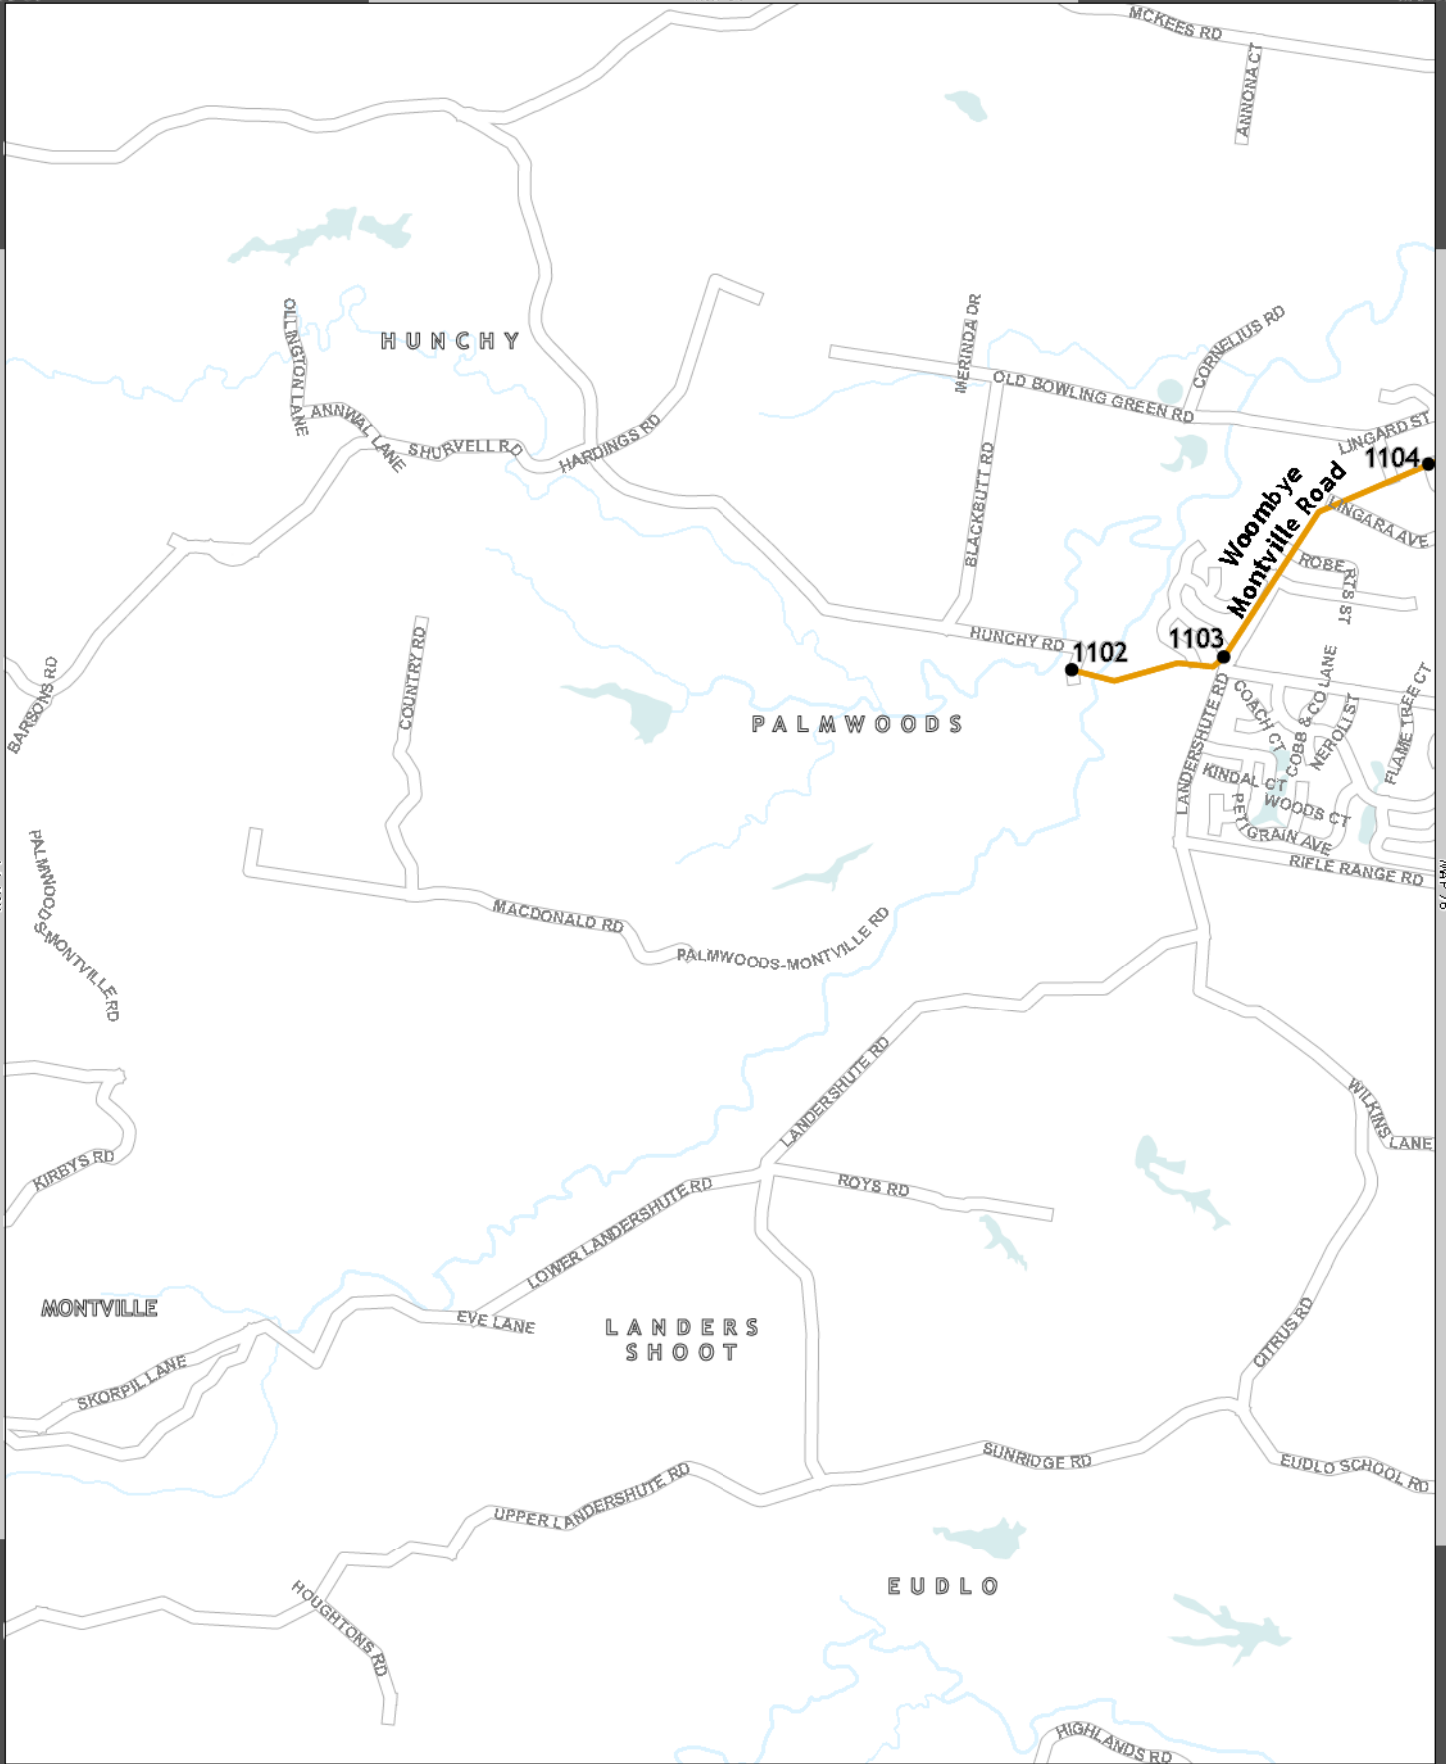 MCKEES RD
ANNONA CT
OLLINGTON LANE
HUNCHY
MERINDA DR
CORNELIUS RD
OLD BOWLING GREEN RD
ANNWAL LANE
SHURVELL RD
HARDINGS RD
LINGARD ST
1104
BLACKBUTT RD
Woombye
Montville Road
LINGARA AVE
ROBERTS ST
HUNCHY RD
1102
1103
COUNTRY RD
BARSONS RD
PALMWOODS
LANDERSHUTE RD
COACH CT
COBB & CO LANE
NEROLI ST
FLAME TREE CT
KINDAL CT
WOODS CT
PETIGRAIN AVE
RIFLE RANGE RD
PALMWOODS-MONTVILLE RD
MACDONALD RD
PALMWOODS-MONTVILLE RD
LANDERSHUTE RD
WILKINS LANE
KIRBYS RD
ROYS RD
LOWER LANDERSHUTE RD
MONTVILLE
EVE LANE
LANDERS
SHOOT
SKORPIL LANE
CITRUS RD
SUNRIDGE RD
EUDLO SCHOOL RD
UPPER LANDERSHUTE RD
EUDLO
HOUGHTONS RD
HIGHLANDS RD